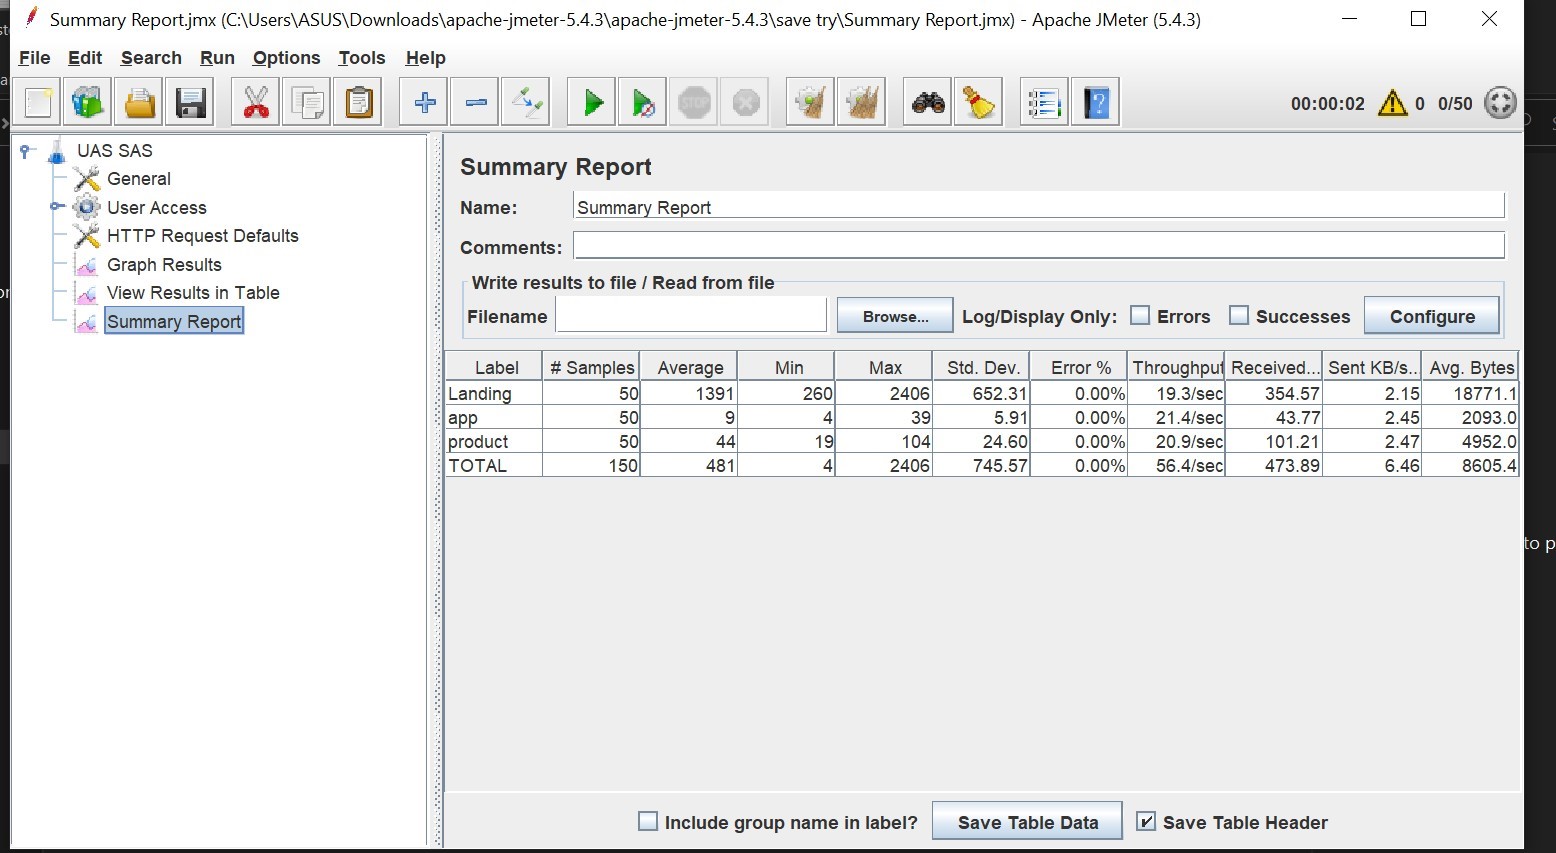 Summary Report.jmx (C:\Users\ASUS\Downloads\apache-jmeter-5.4.3\apache-jmeter-5.4.3\save try\Summary Report.jmx) - Apache JMeter (5.4.3)
File Edit Search Run Options Tools Help
STOP 00:00:02 0 0/50
UAS SAS
General
User Access
HTTP Request Defaults
Graph Results
View Results in Table
Summary Report
Summary Report
Name: Summary Report
Comments:
Write results to file / Read from file
Filename Browse... Log/Display Only: Errors Successes Configure
Label # Samples Average Min Max Std. Dev. Error % Throughput Received... Sent KB/s... Avg. Bytes
Landing 50 1391 260 2406 652.31 0.00% 19.3/sec 354.57 2.15 18771.1
app 50 9 4 39 5.91 0.00% 21.4/sec 43.77 2.45 2093.0
product 50 44 19 104 24.60 0.00% 20.9/sec 101.21 2.47 4952.0
TOTAL 150 481 4 2406 745.57 0.00% 56.4/sec 473.89 6.46 8605.4
to p
Include group name in label? Save Table Data Save Table Header